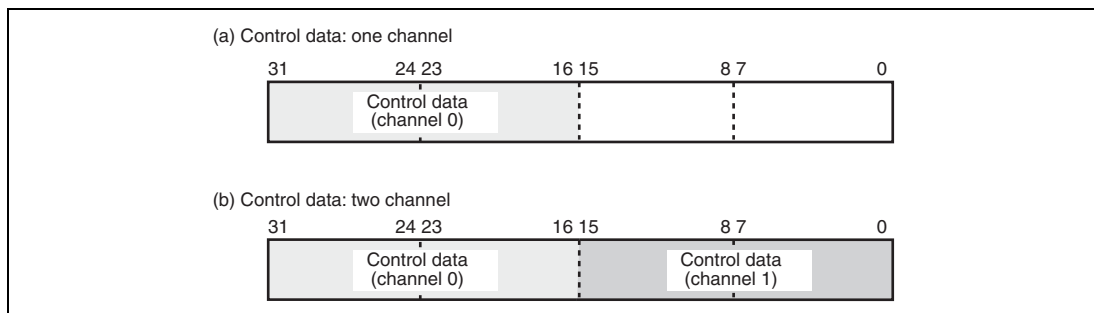 (a) Control data: one channel
31 24 23 16 15 8 7 0
Control data
(channel 0)
(b) Control data: two channel
31 24 23 16 15 8 7 0
Control data Control data
(channel 0) (channel 1)